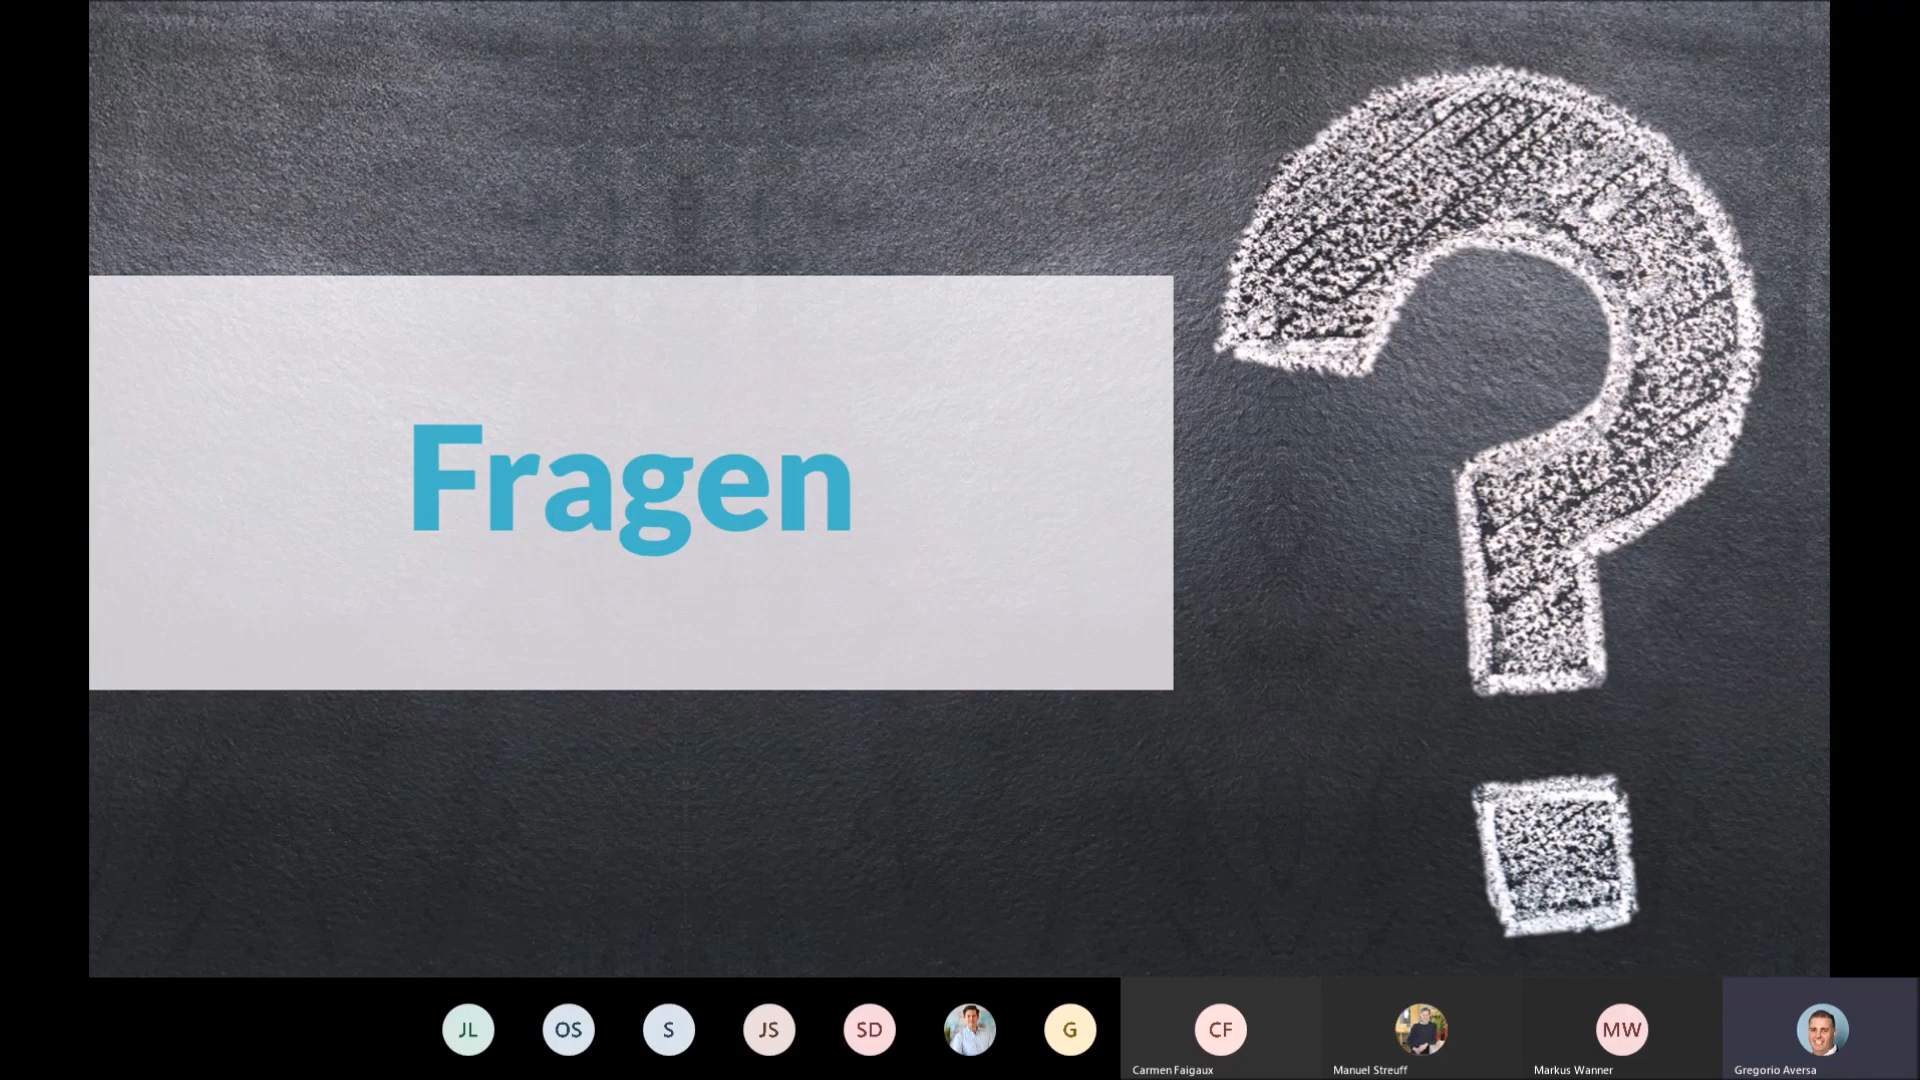 Fragen
JL
OS
S
JS
SD
G
CF
MW
Carmen Faigaux
Manuel Streuff
Markus Wanner
Gregorio Aversa